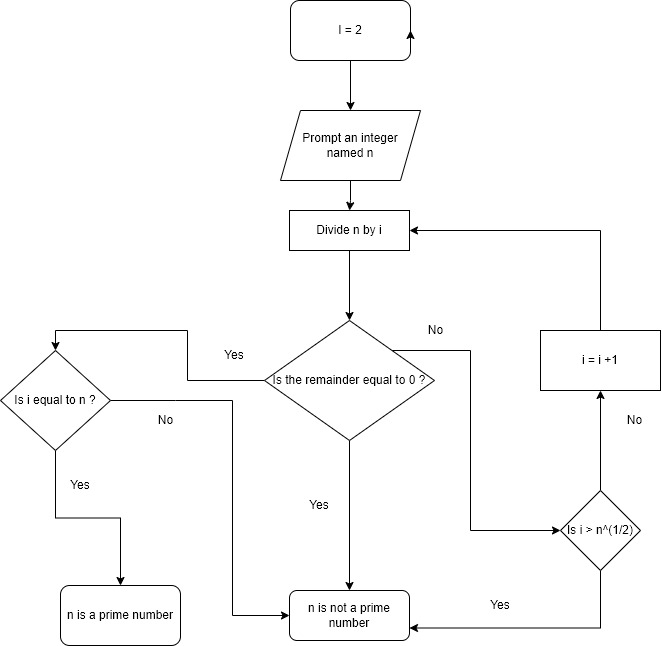 I = 2
Prompt an integer
named n
Divide n by i
No
Yes
Is the remainder equal to 0 ?
i = i +1
Is i equal to n ?
No
No
Yes
Yes
Is i > n^(1/2)
n is a prime number
n is not a prime
number
Yes